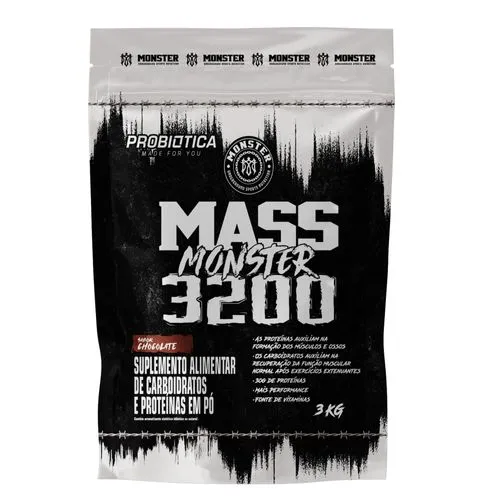 MONSTER MONSTER MONSTER MONSTER
PROBIÓTICA
MADE FOR YOU
MONSTER
MASS
MONSTER
3200
SABOR
CHOCOLATE
SUPLEMENTO ALIMENTAR
DE CARBOIDRATOS
E PROTEÍNAS EM PÓ
• AS PROTEÍNAS AUXILIAM NA
FORMAÇÃO DOS MÚSCULOS E OSSOS
• OS CARBOIDRATOS AUXILIAM NA
RECUPERAÇÃO DA FUNÇÃO MUSCULAR
NORMAL APÓS EXERCÍCIOS EXTENUANTES
• 30G DE PROTEÍNAS
• MAIS PERFORMANCE
• FONTE DE VITAMINAS
3 KG